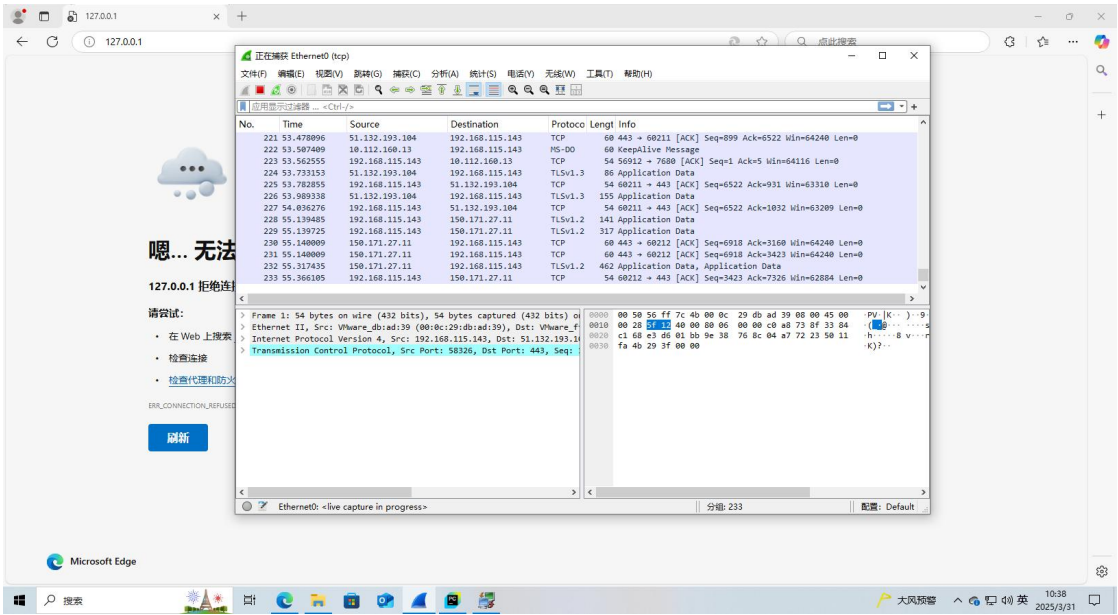 127.0.0.1
127.0.0.1
点此搜索
正在捕获 Ethernet0 (tcp)
文件(F) 编辑(E) 视图(V) 跳转(G) 捕获(C) 分析(A) 统计(S) 电话(Y) 无线(W) 工具(T) 帮助(H)
应用显示过滤器 … <Ctrl-/>
No. Time Source Destination Protoco Lengt Info
221 53.478096 51.132.193.104 192.168.115.143 TCP 60 443 → 60211 [ACK] Seq=899 Ack=6522 Win=64240 Len=0
222 53.507409 10.112.160.13 192.168.115.143 MS-DO 60 KeepAlive Message
223 53.562555 192.168.115.143 10.112.160.13 TCP 54 56912 → 7680 [ACK] Seq=1 Ack=5 Win=64116 Len=0
224 53.733153 51.132.193.104 192.168.115.143 TLSv1.3 86 Application Data
225 53.782855 192.168.115.143 51.132.193.104 TCP 54 60211 → 443 [ACK] Seq=6522 Ack=931 Win=63310 Len=0
226 53.989338 51.132.193.104 192.168.115.143 TLSv1.3 155 Application Data
227 54.036276 192.168.115.143 51.132.193.104 TCP 54 60211 → 443 [ACK] Seq=6522 Ack=1032 Win=63209 Len=0
228 55.139485 192.168.115.143 150.171.27.11 TLSv1.2 141 Application Data
229 55.139725 192.168.115.143 150.171.27.11 TLSv1.2 317 Application Data
230 55.140009 150.171.27.11 192.168.115.143 TCP 60 443 → 60212 [ACK] Seq=6918 Ack=3160 Win=64240 Len=0
231 55.140009 150.171.27.11 192.168.115.143 TCP 60 443 → 60212 [ACK] Seq=6918 Ack=3423 Win=64240 Len=0
232 55.317435 150.171.27.11 192.168.115.143 TLSv1.2 462 Application Data, Application Data
233 55.366105 192.168.115.143 150.171.27.11 TCP 54 60212 → 443 [ACK] Seq=3423 Ack=7326 Win=62884 Len=0
嗯… 无法
127.0.0.1 拒绝连
请尝试:
• 在 Web 上搜索
• 检查连接
• 检查代理和防火
ERR_CONNECTION_REFUSED
刷新
Frame 1: 54 bytes on wire (432 bits), 54 bytes captured (432 bits) o
Ethernet II, Src: VMware_db:ad:39 (00:0c:29:db:ad:39), Dst: VMware_f
Internet Protocol Version 4, Src: 192.168.115.143, Dst: 51.132.193.1
Transmission Control Protocol, Src Port: 58326, Dst Port: 443, Seq:
0000 00 50 56 ff 7c 4b 00 0c 29 db ad 39 08 00 45 00 ·PV·|K·· )··9··
0010 00 28 5f 12 40 00 80 06 00 00 c0 a8 73 8f 33 84
0020 c1 68 e3 d6 01 bb 9e 38 76 8c 04 a7 72 23 50 11
0030 fa 4b 29 3f 00 00 ·K)?··
Ethernet0: <live capture in progress>
分组: 233
配置: Default
Microsoft Edge
搜索
大风预警
英
10:38
2025/3/31